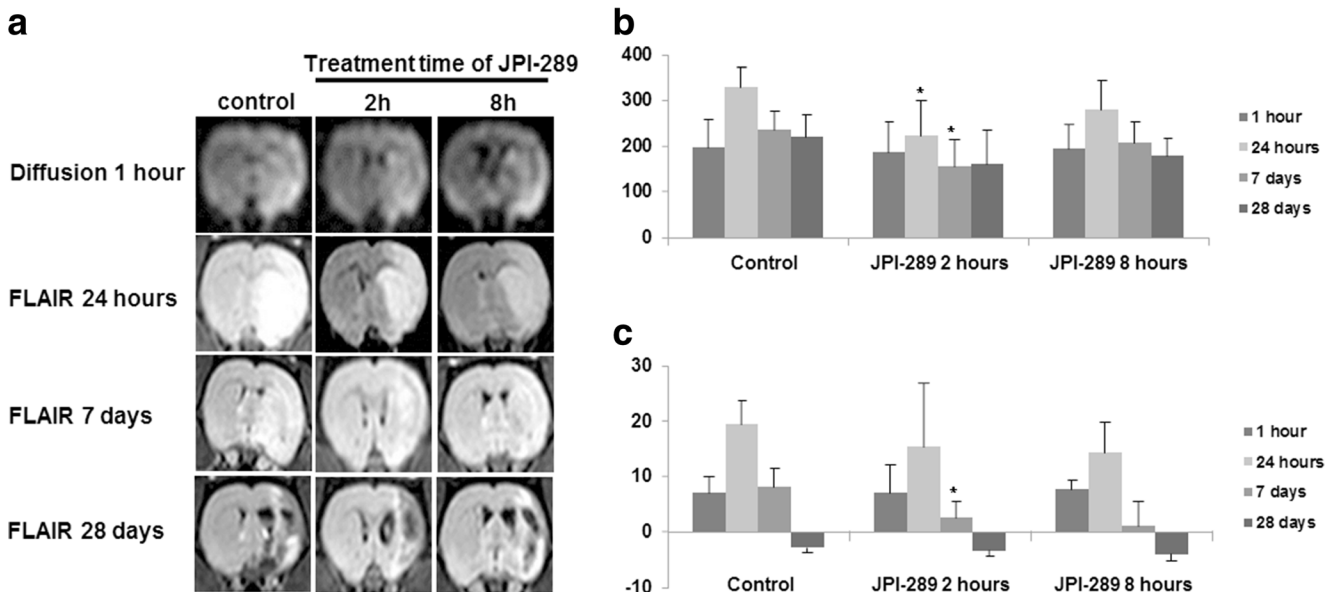 a
Treatment time of JPI-289
control 2h 8h
Diffusion 1 hour
FLAIR 24 hours
FLAIR 7 days
FLAIR 28 days
b
400
300
200
100
0
* *
Control JPI-289 2 hours JPI-289 8 hours
1 hour
24 hours
7 days
28 days
c
30
20
10
0
-10
*
Control JPI-289 2 hours JPI-289 8 hours
1 hour
24 hours
7 days
28 days